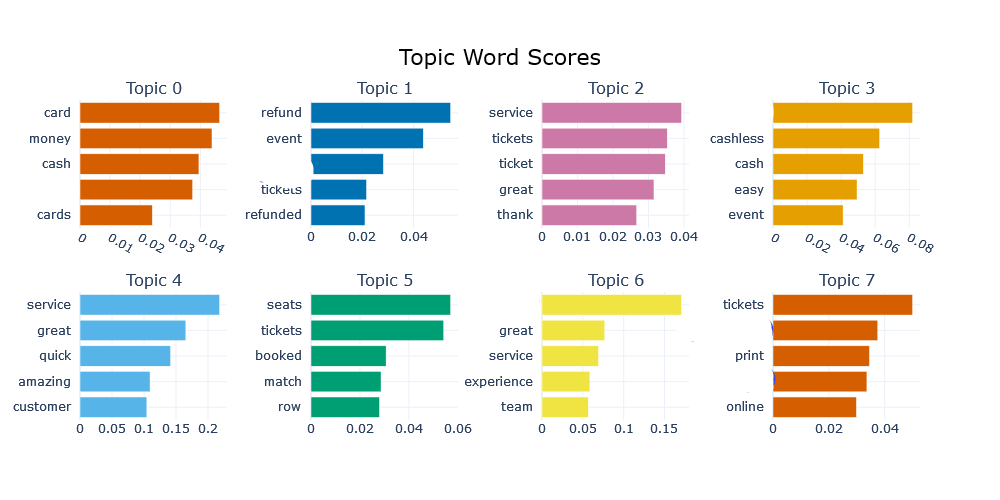 Topic Word Scores
Topic 0
card
money
cash
cards
0 0.01 0.02 0.03 0.04
Topic 1
refund
event
tickets
refunded
0 0.02 0.04
Topic 2
service
tickets
ticket
great
thank
0 0.01 0.02 0.03 0.04
Topic 3
cashless
cash
easy
event
0 0.02 0.04 0.06 0.08
Topic 4
service
great
quick
amazing
customer
0 0.05 0.1 0.15 0.2
Topic 5
seats
tickets
booked
match
row
0 0.02 0.04 0.06
Topic 6
great
service
experience
team
0 0.05 0.1 0.15
Topic 7
tickets
print
online
0 0.02 0.04